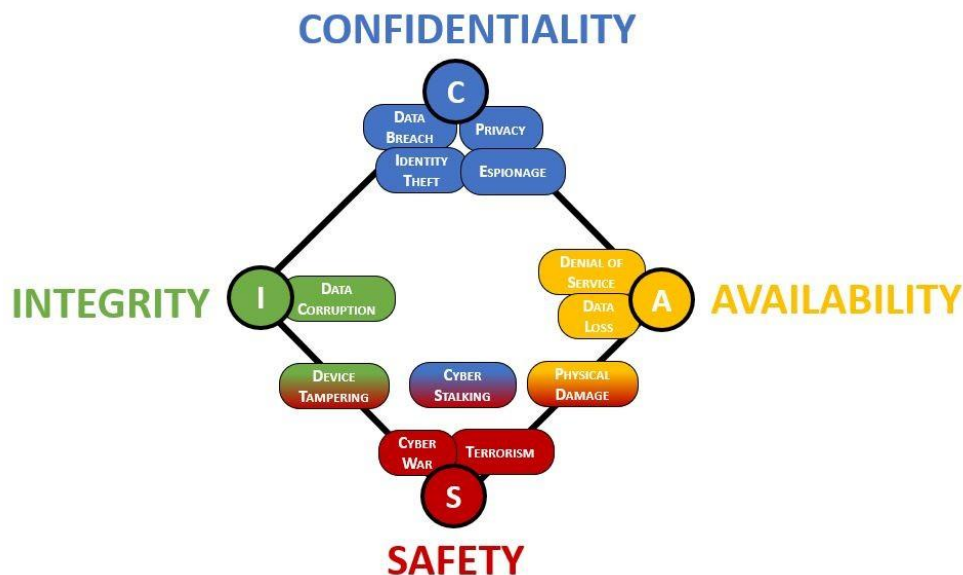 CONFIDENTIALITY
C
DATA
BREACH
PRIVACY
IDENTITY
THEFT
ESPIONAGE
INTEGRITY
I
DATA
CORRUPTION
DENIAL OF
SERVICE
DATA
LOSS
A
AVAILABILITY
DEVICE
TAMPERING
CYBER
STALKING
PHYSICAL
DAMAGE
CYBER
WAR
TERRORISM
S
SAFETY